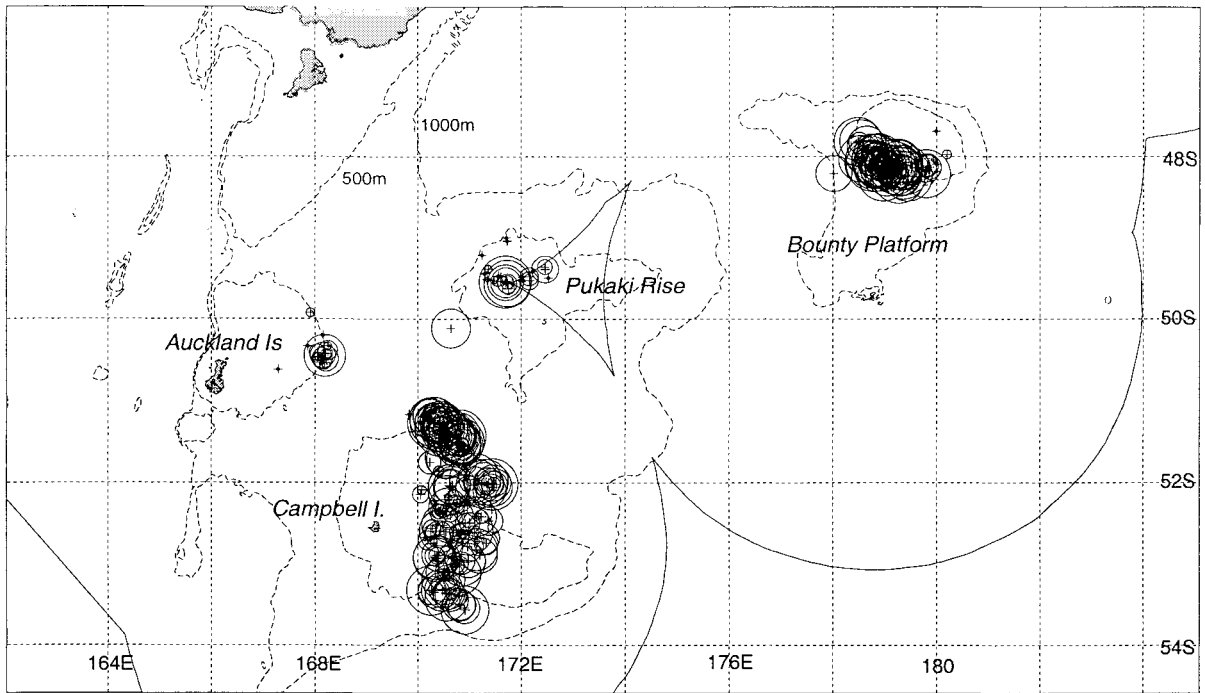 1000m
48S
500m
Bounty Platform
Pukaki Rise
50S
Auckland Is
52S
Campbell I.
54S
164E 168E 172E 176E 180